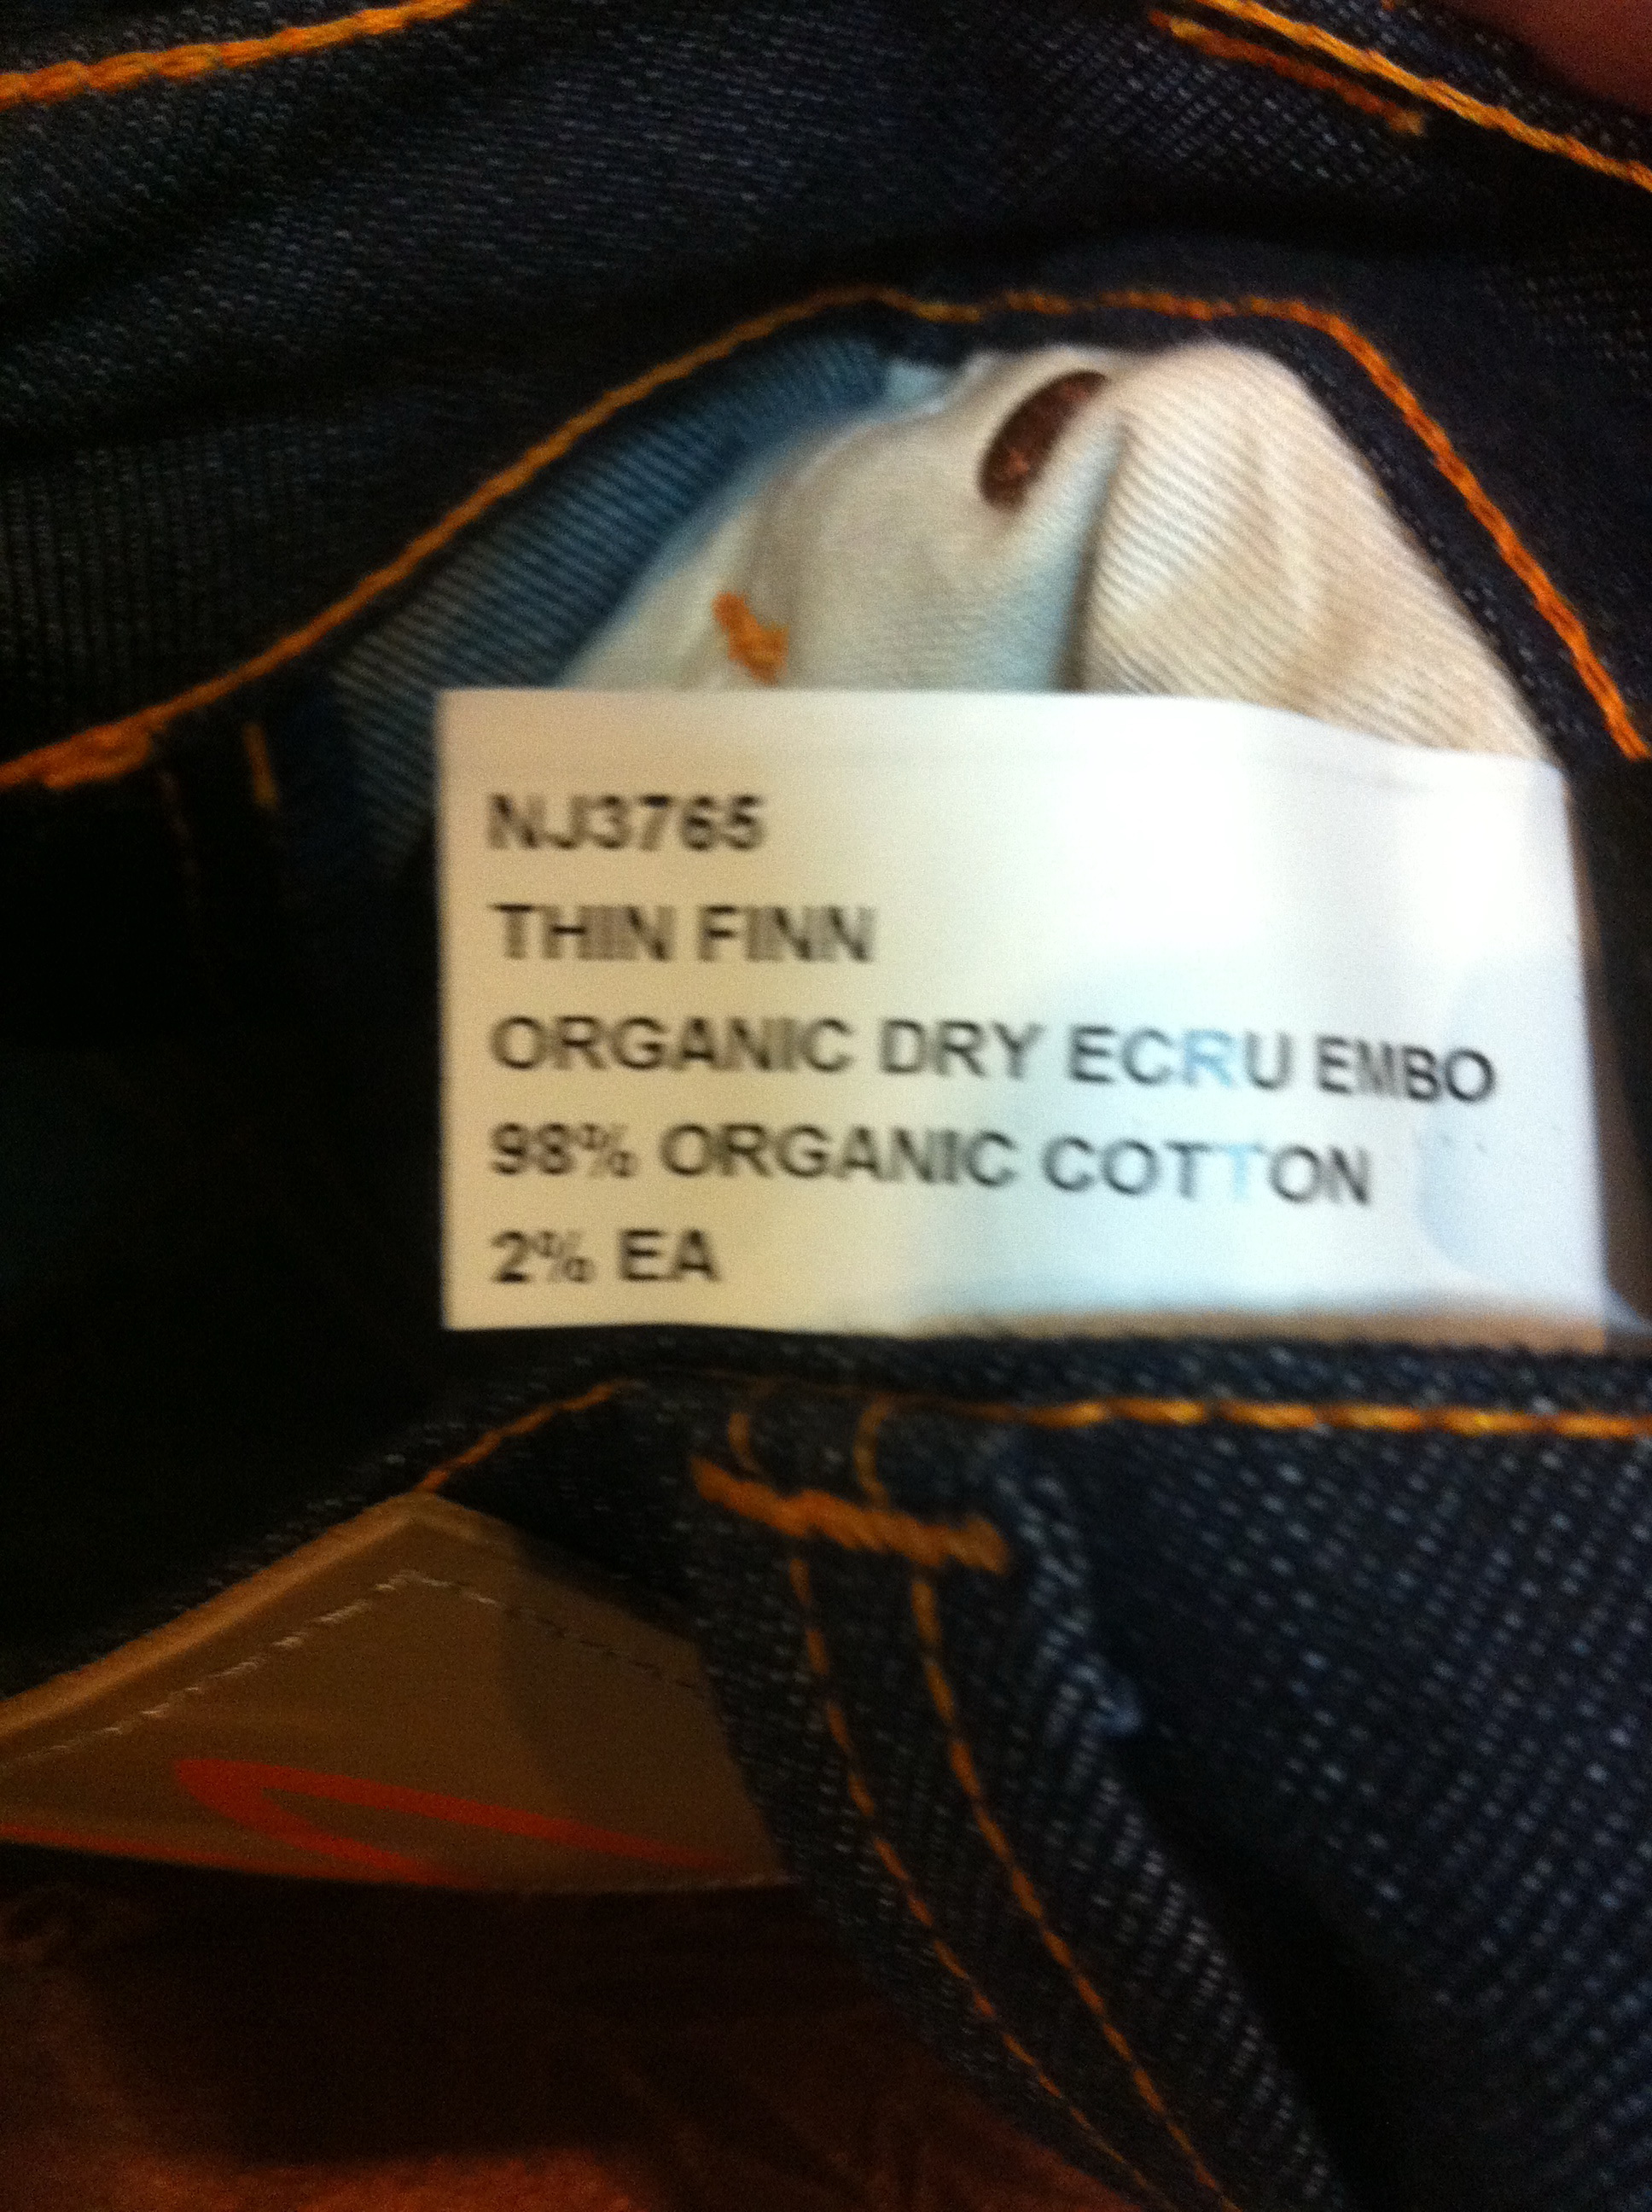 NJ3765
THIN FINN
ORGANIC DRY ECRU EMBO
98% ORGANIC COTTON
2% EA